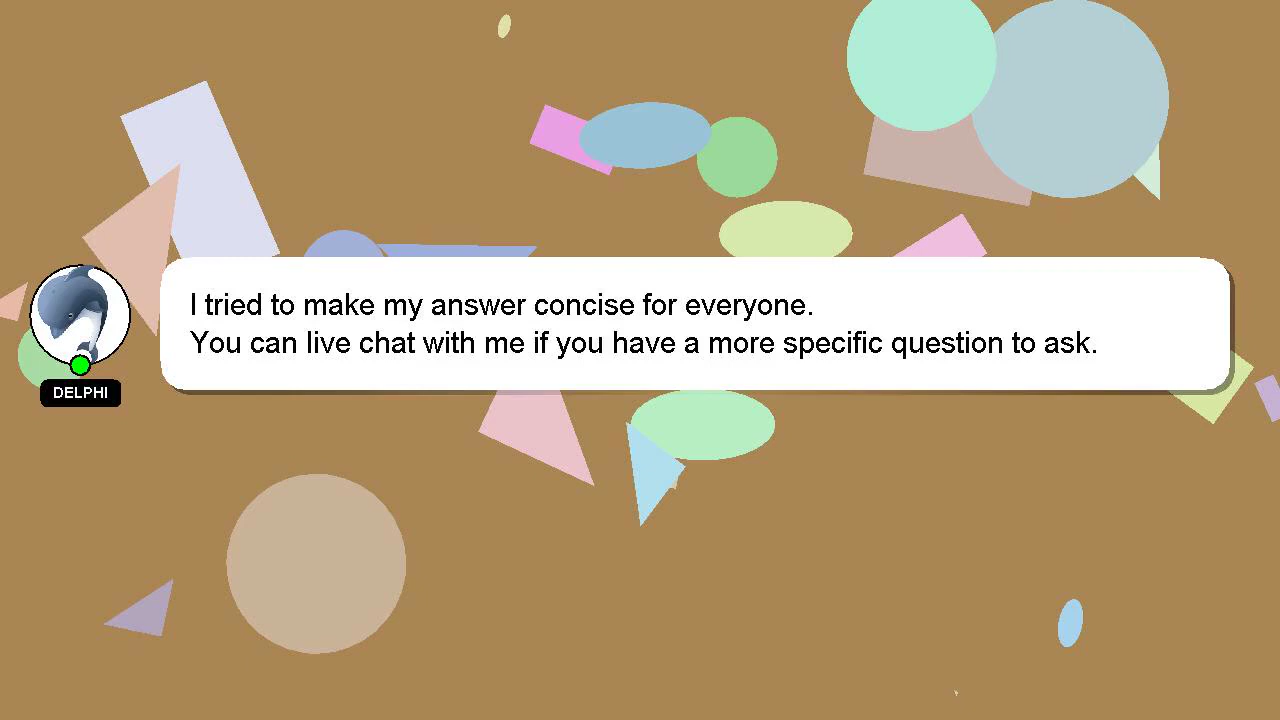 I tried to make my answer concise for everyone.
You can live chat with me if you have a more specific question to ask.
DELPHI